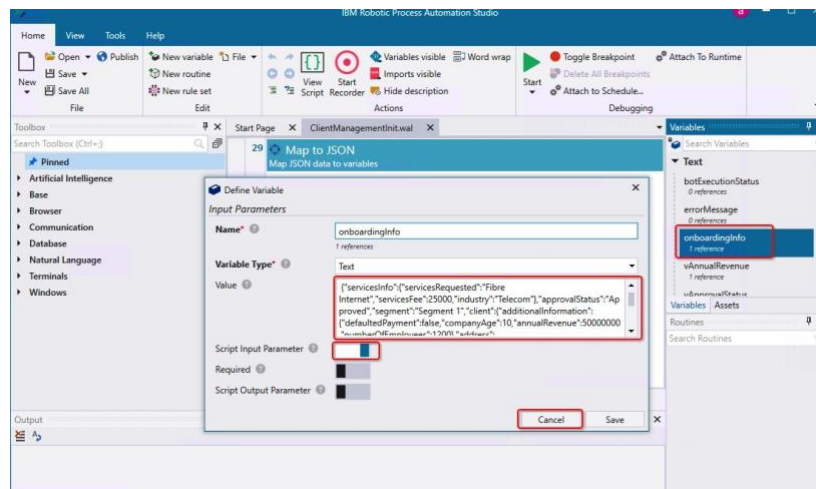 IBM Robotic Process Automation Studio
Home View Tools Help
New
Open
Publish
Save
Save All
File
New variable
File
New routine
New rule set
Edit
View Script
Start Recorder
Variables visible
Word wrap
Imports visible
Hide description
Actions
Start
Toggle Breakpoint
Delete All Breakpoints
Attach to Schedule...
Attach To Runtime
Debugging
Toolbox
Search Toolbox (Ctrl+;)
Pinned
Artificial Intelligence
Base
Browser
Communication
Database
Natural Language
Terminals
Windows
Start Page X ClientManagementInit.wal X
29 Map to JSON
Map JSON data to variables
Define Variable
Input Parameters
Name* onboardingInfo
1 references
Variable Type* Text
Value
{"servicesInfo":{"servicesRequested":"Fibre
Internet","servicesFee":25000,"industry":"Telecom"},"approvalStatus":"Ap
proved","segment":"Segment 1","client":{"additionalInformation":
{"defaultedPayment":false,"companyAge":10,"annualRevenue":50000000
,"numberOfEmployees":1200},"address":
Script Input Parameter
Required
Script Output Parameter
Cancel Save
Variables
Search Variables
Text
botExecutionStatus
0 references
errorMessage
0 references
onboardingInfo
1 reference
vAnnualRevenue
1 reference
vApprovalStatus
Variables Assets
Routines
Search Routines
Output